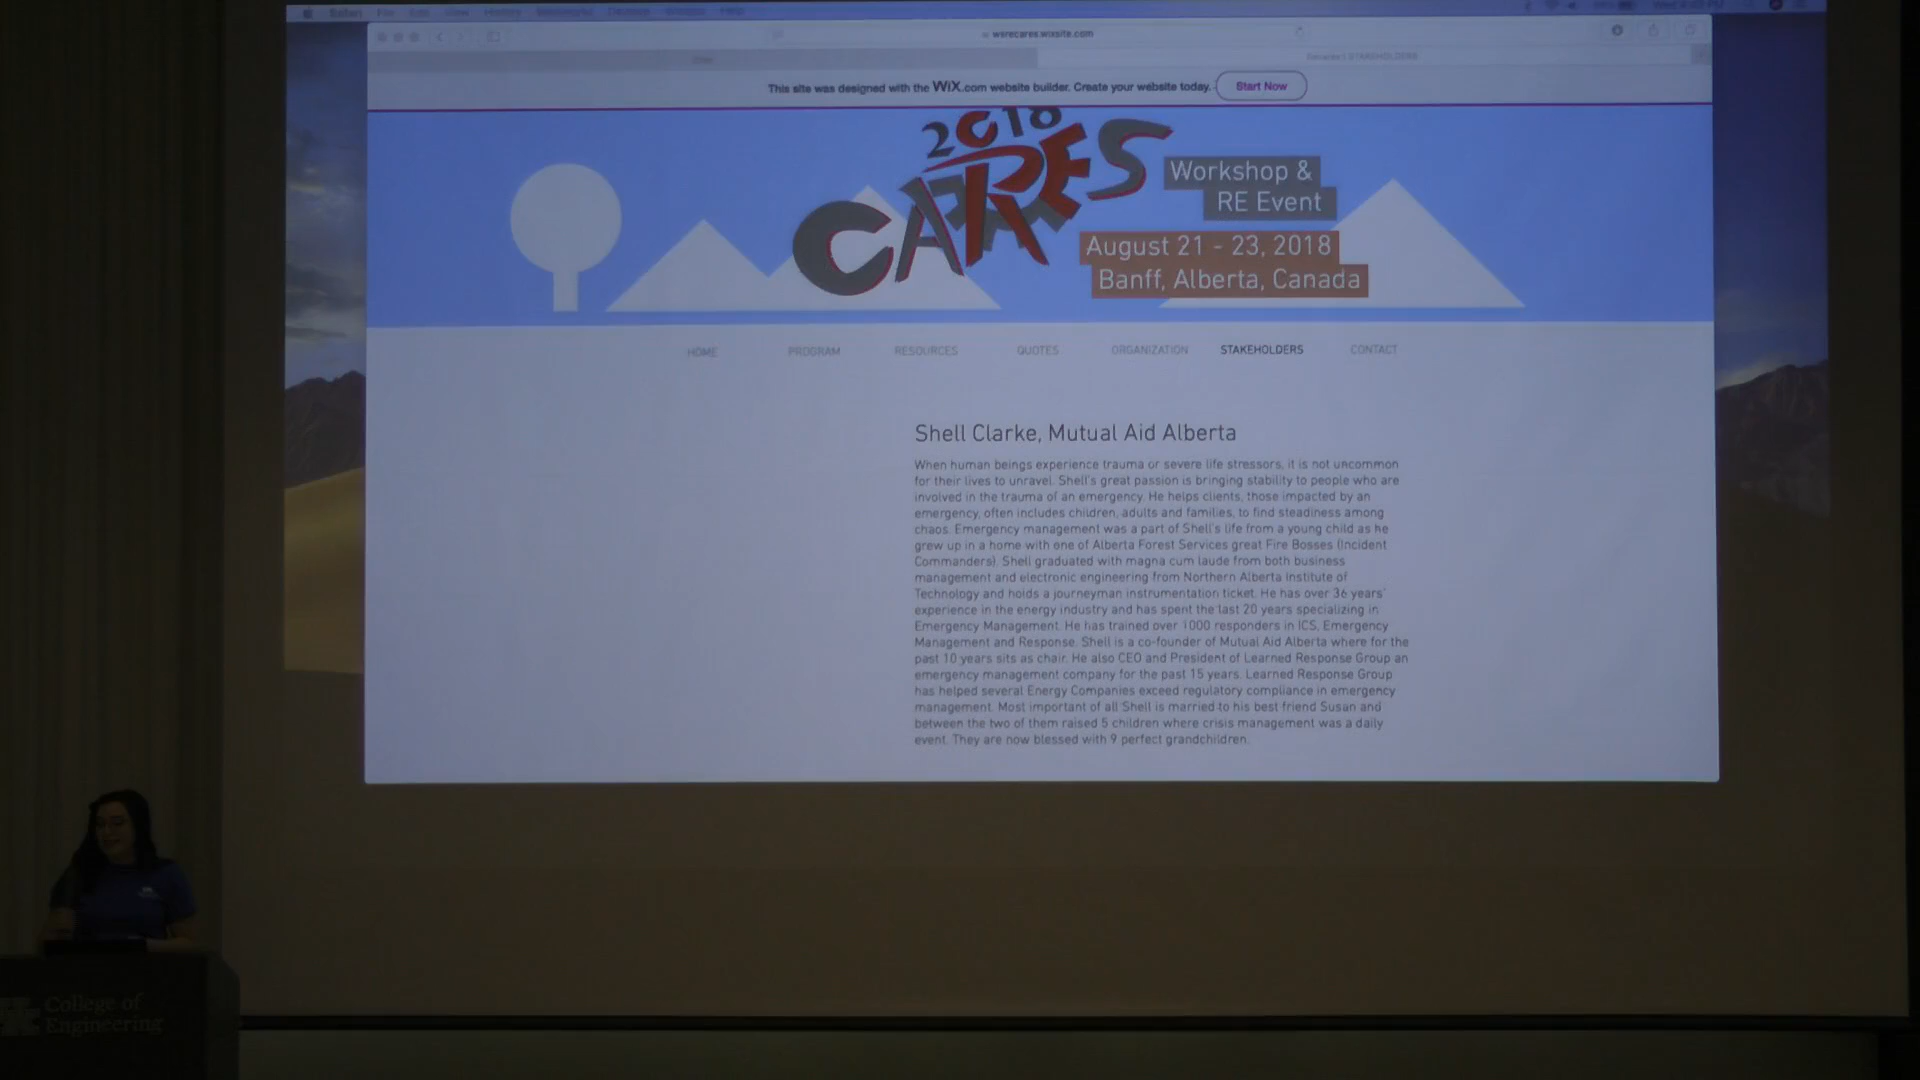 Safari File Edit View History Bookmarks Develop Window Help
werecares.wixsite.com
This site was designed with the WiX.com website builder. Create your website today. Start Now
2018
CARES
Workshop &
RE Event
August 21 - 23, 2018
Banff, Alberta, Canada
HOME PROGRAM RESOURCES QUOTES ORGANIZATION STAKEHOLDERS CONTACT
Shell Clarke, Mutual Aid Alberta
When human beings experience trauma or severe life stressors, it is not uncommon
for their lives to unravel. Shell's great passion is bringing stability to people who are
involved in the trauma of an emergency. He helps clients, those impacted by an
emergency, often includes children, adults and families, to find steadiness among
chaos. Emergency management was a part of Shell's life from a young child as he
grew up in a home with one of Alberta Forest Services great Fire Bosses (Incident
Commanders). Shell graduated with magna cum laude from both business
management and electronic engineering from Northern Alberta Institute of
Technology and holds a journeyman instrumentation ticket. He has over 36 years'
experience in the energy industry and has spent the last 20 years specializing in
Emergency Management. He has trained over 1000 responders in ICS, Emergency
Management and Response. Shell is a co-founder of Mutual Aid Alberta where for the
past 10 years sits as chair. He also CEO and President of Learned Response Group an
emergency management company for the past 15 years. Learned Response Group
has helped several Energy Companies exceed regulatory compliance in emergency
management. Most important of all Shell is married to his best friend Susan and
between the two of them raised 5 children where crisis management was a daily
event. They are now blessed with 9 perfect grandchildren.
College of
Engineering